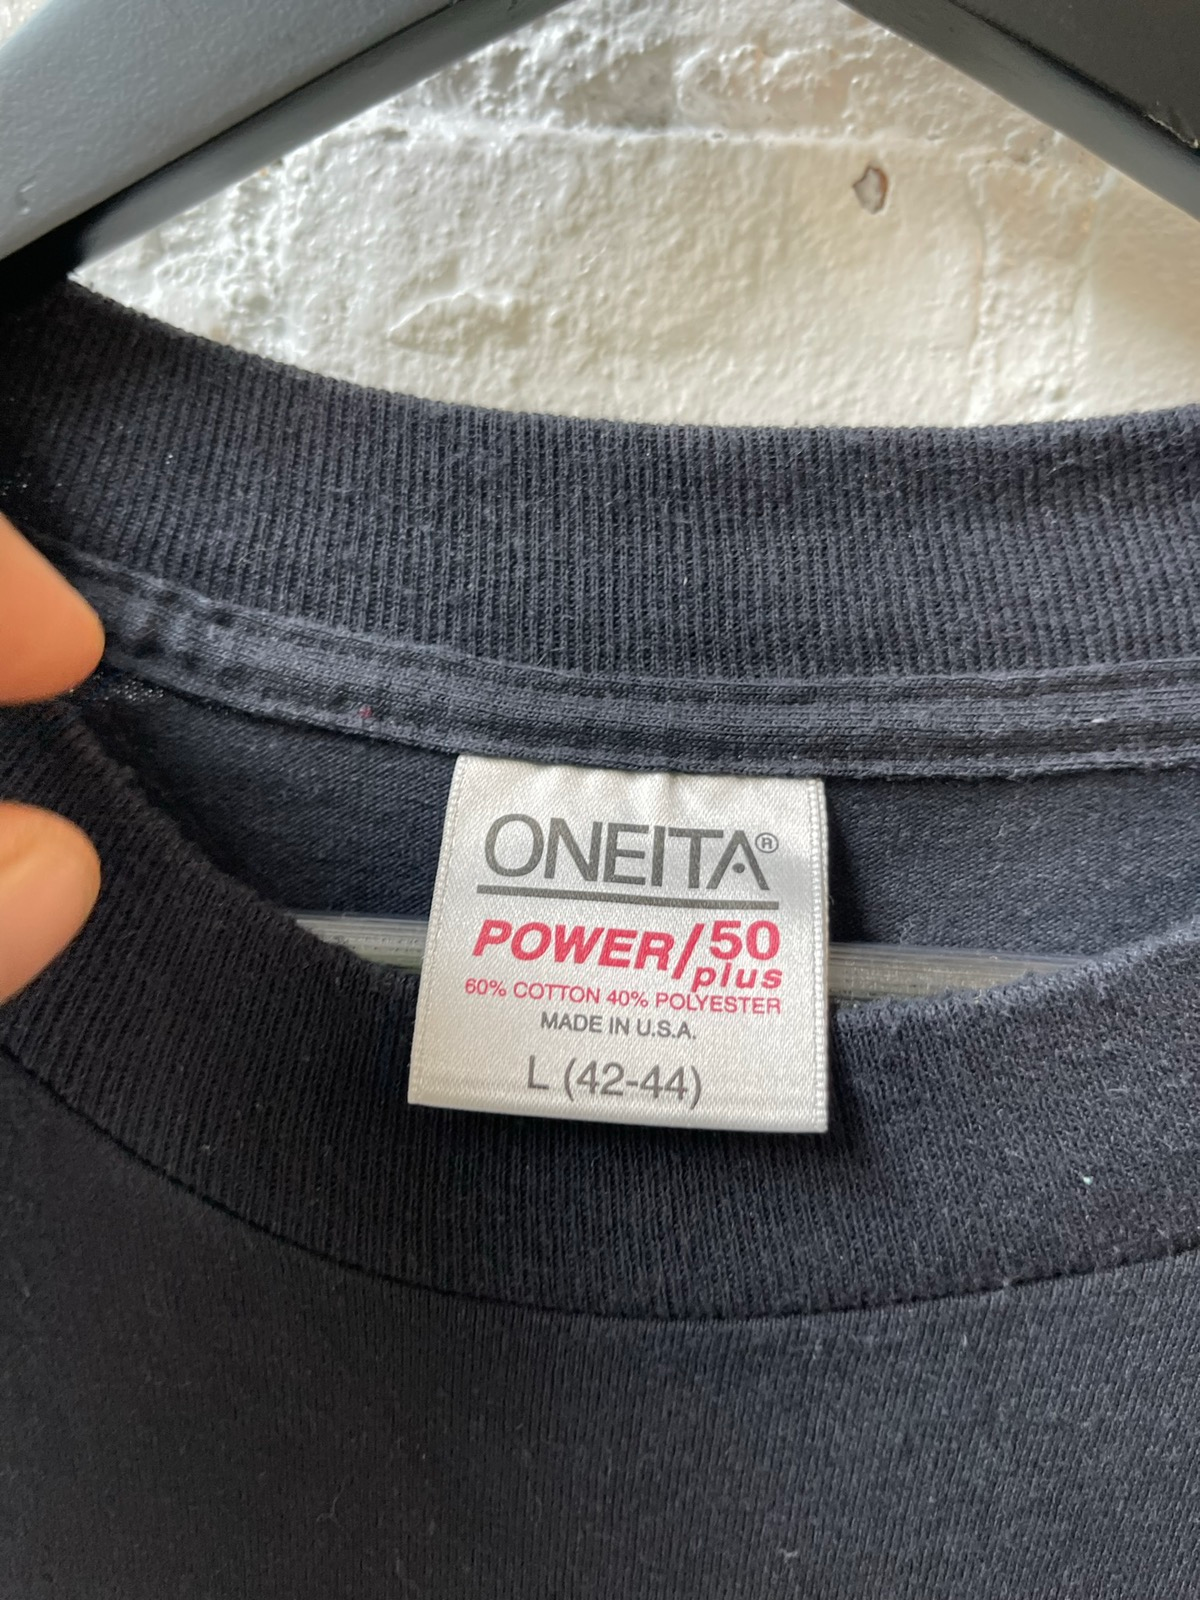 ONEITA®
POWER/50 plus
60% COTTON 40% POLYESTER
MADE IN U.S.A.
L (42-44)